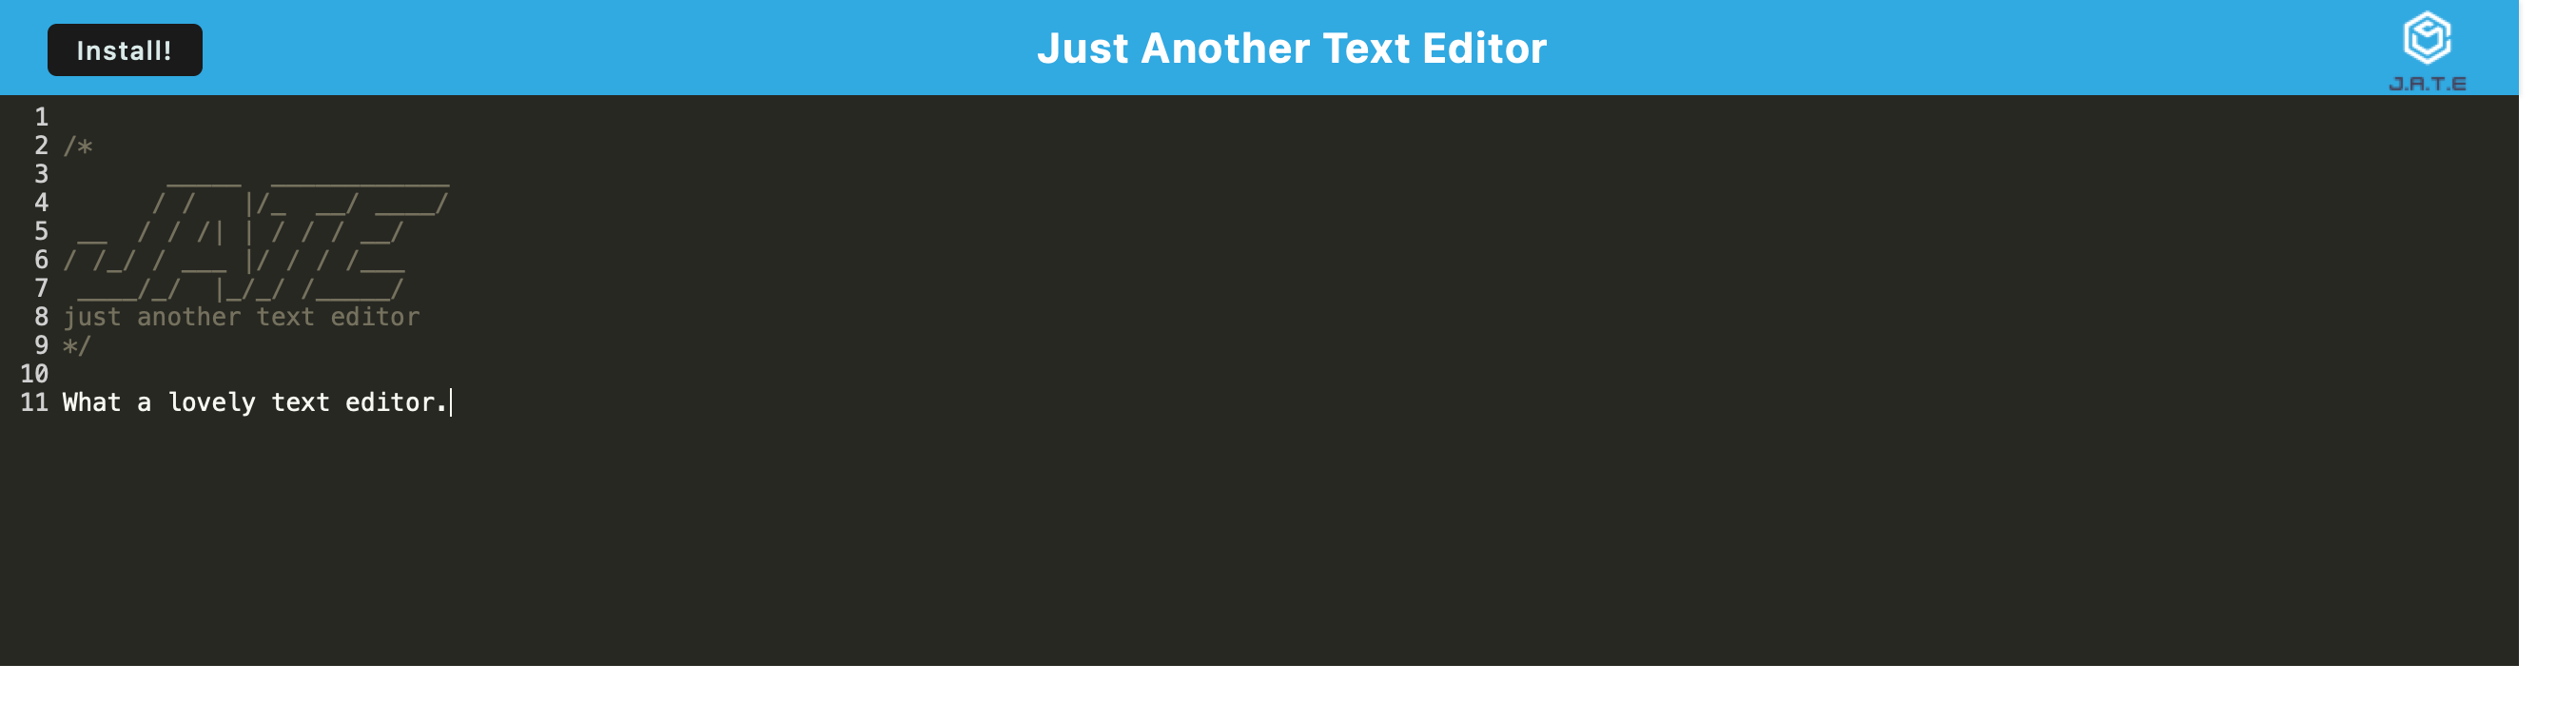 Install!
Just Another Text Editor
J.A.T.E
1
2 /*
3        _____  ____________
4       / /   |/_  __/ ____/
5  __  / / /| | / / / __/
6 / /_/ / ___ |/ / / /___
7  ____/_/  |_/_/ /_____/
8 just another text editor
9 */
10
11 What a lovely text editor.